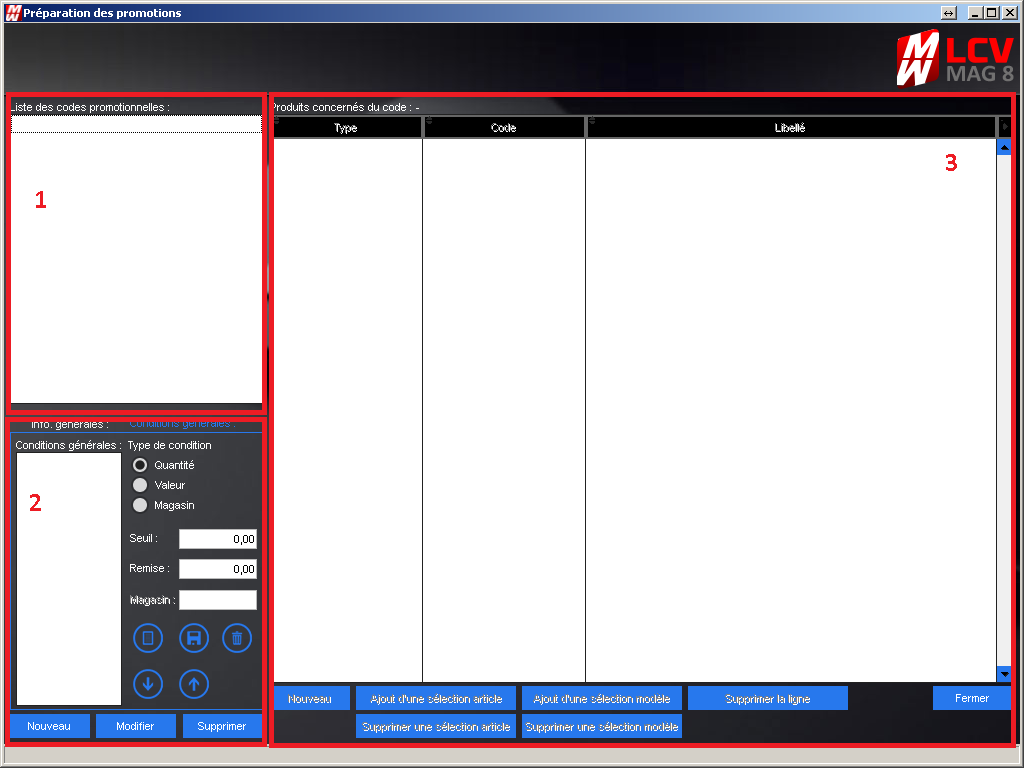 Préparation des promotions
LCV
MAG 8
Liste des codes promotionnelles :
1
Produits concernés du code : -
Type Code Libellé
3
Info. générales : Conditions générales :
Conditions générales : Type de condition
2
Quantité
Valeur
Magasin
Seuil : 0,00
Remise : 0,00
Magasin :
Nouveau Modifier Supprimer
Nouveau Ajout d'une sélection article Ajout d'une sélection modèle Supprimer la ligne Fermer
Supprimer une sélection article Supprimer une sélection modèle